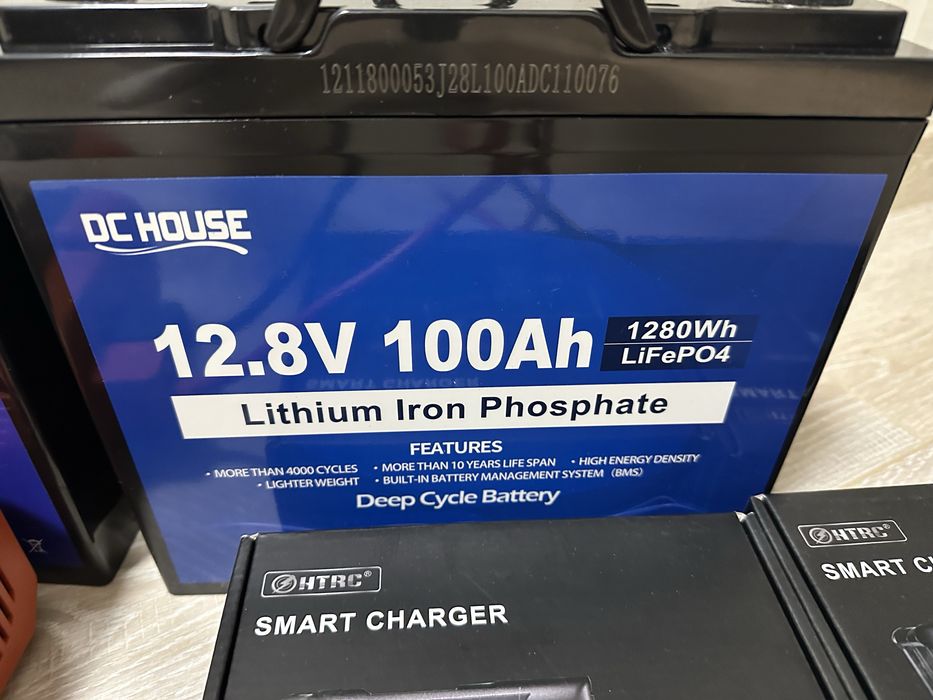 1211800053J28L100ADC110076
DC HOUSE
12.8V 100Ah
1280Wh
LiFePO4
Lithium Iron Phosphate
FEATURES
• MORE THAN 4000 CYCLES • MORE THAN 10 YEARS LIFE SPAN • HIGH ENERGY DENSITY
• LIGHTER WEIGHT • BUILT-IN BATTERY MANAGEMENT SYSTEM (BMS)
Deep Cycle Battery
HTRC®
SMART CHARGER
HTRC®
SMART